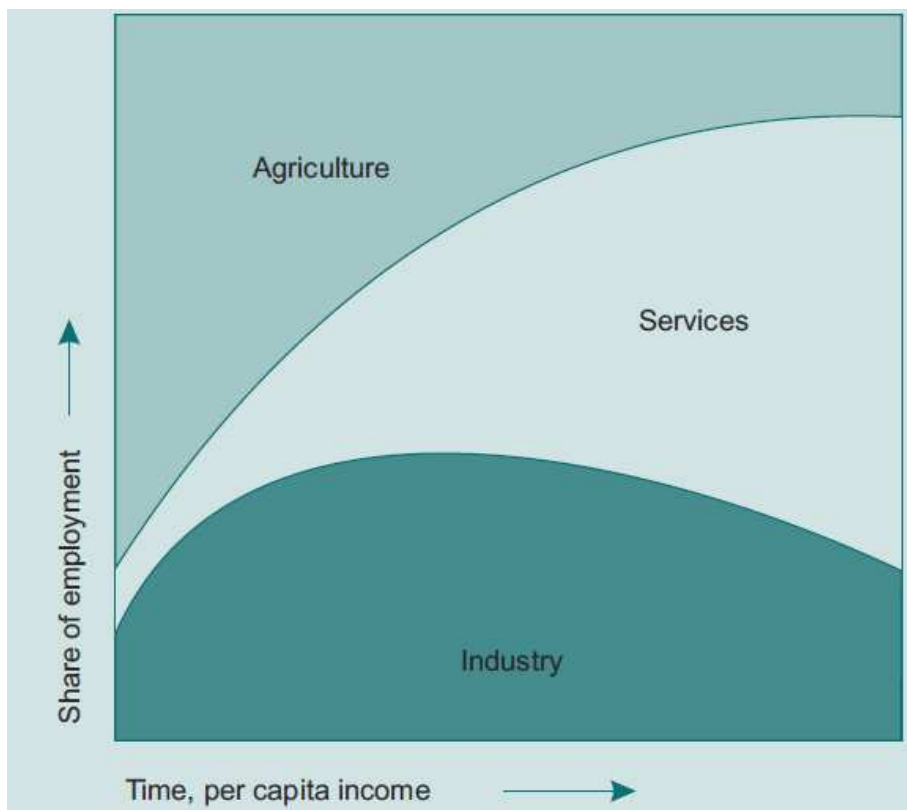 Agriculture
Services
Share of employment
Industry
Time, per capita income